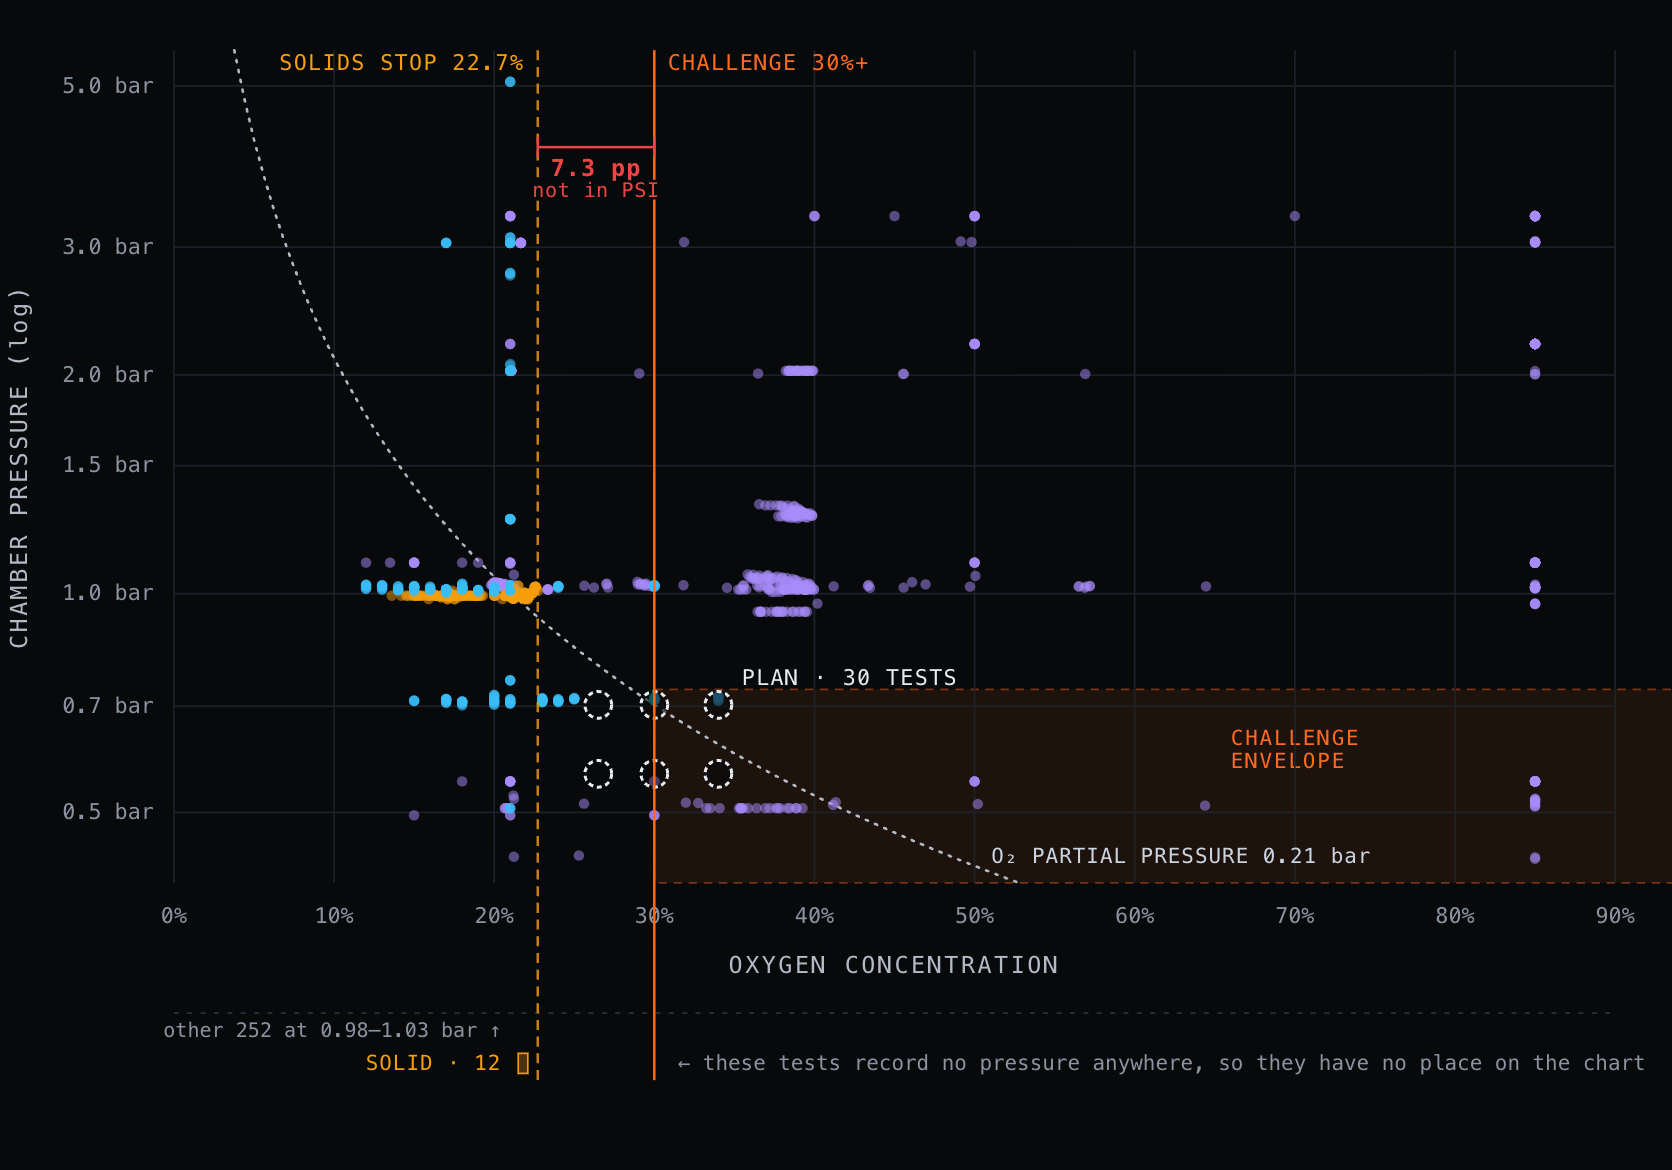 SOLIDS STOP 22.7%
CHALLENGE 30%+
5.0 bar
7.3 pp
not in PSI
3.0 bar
2.0 bar
1.5 bar
1.0 bar
0.7 bar
0.5 bar
CHAMBER PRESSURE (log)
PLAN · 30 TESTS
CHALLENGE
ENVELOPE
O₂ PARTIAL PRESSURE 0.21 bar
0%
10%
20%
30%
40%
50%
60%
70%
80%
90%
OXYGEN CONCENTRATION
other 252 at 0.98–1.03 bar ↑
SOLID · 12
← these tests record no pressure anywhere, so they have no place on the chart